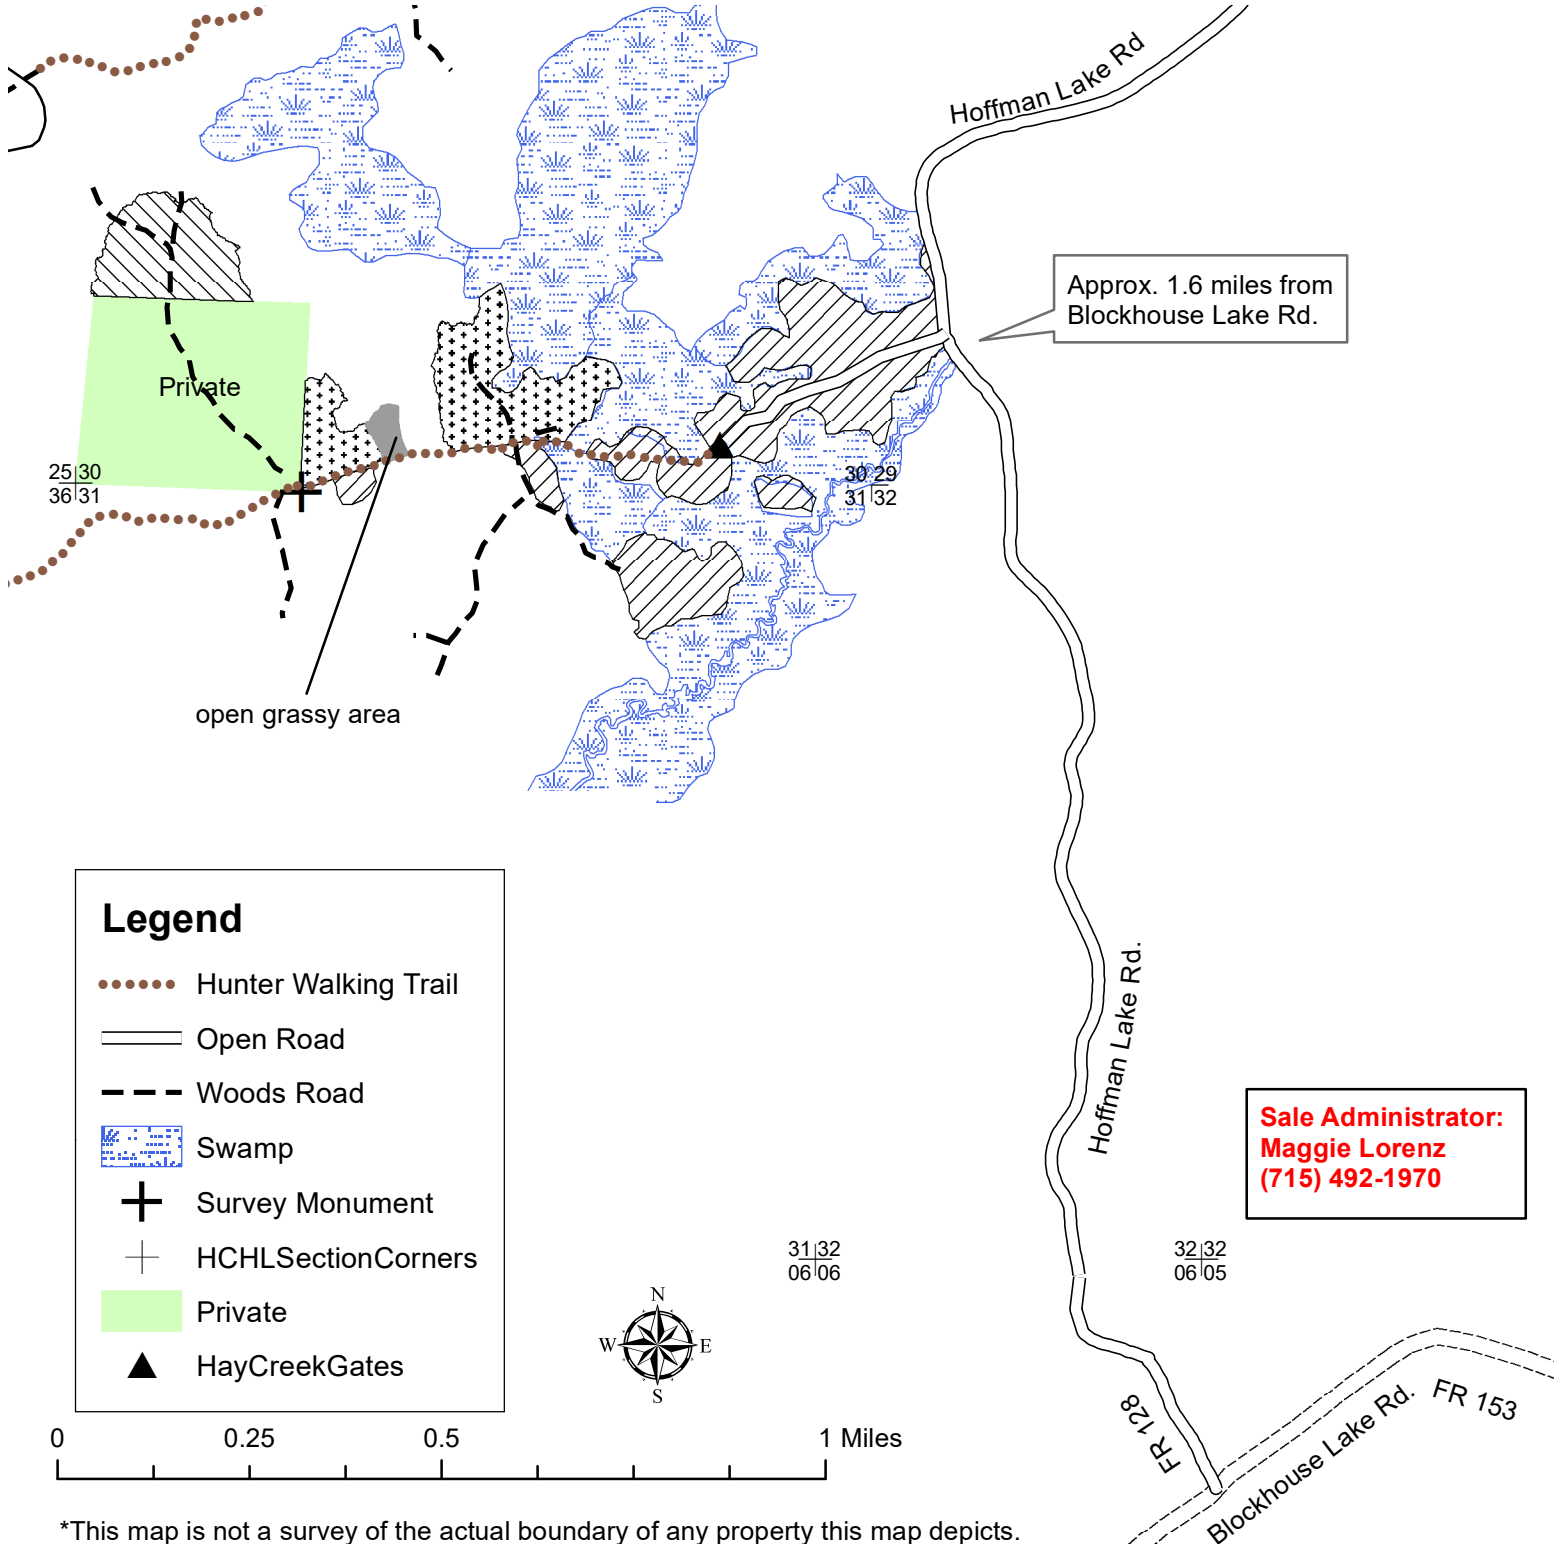 Hoffman Lake Rd
Approx. 1.6 miles from
Blockhouse Lake Rd.
Private
25 30
36 31
30 29
31 32
open grassy area
Legend
Hunter Walking Trail
Open Road
Woods Road
Swamp
Survey Monument
HCHLSectionCorners
Private
HayCreekGates
Hoffman Lake Rd.
Sale Administrator:
Maggie Lorenz
(715) 492-1970
31 32
06 06
32 32
06 05
N
W E
S
FR 128
Blockhouse Lake Rd.
FR 153
0 0.25 0.5 1 Miles
*This map is not a survey of the actual boundary of any property this map depicts.